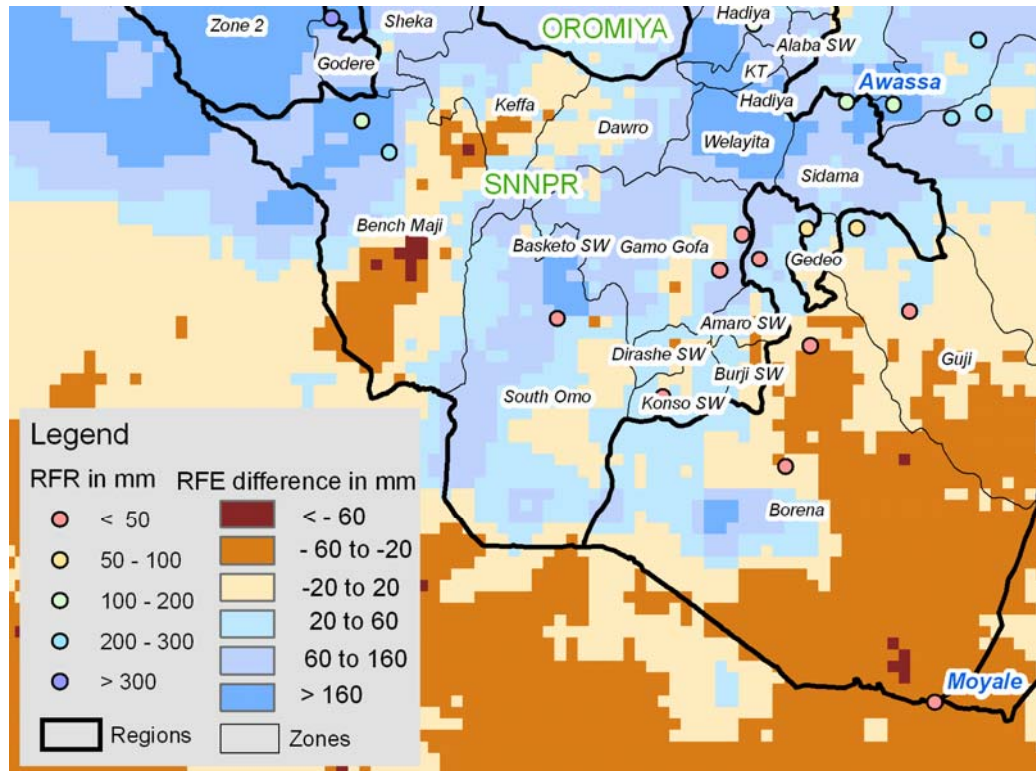 Zone 2
Sheka
OROMIYA
Hadiya
Alaba SW
Godere
KT
Awassa
Keffa
Hadiya
Dawro
Welayita
SNNPR
Sidama
Bench Maji
Basketo SW
Gamo Gofa
Gedeo
Amaro SW
Dirashe SW
Guji
Burji SW
South Omo
Konso SW
Borena
Moyale
Legend
RFR in mm
RFE difference in mm
< 50
50 - 100
100 - 200
200 - 300
> 300
< - 60
- 60 to -20
-20 to 20
20 to 60
60 to 160
> 160
Regions
Zones